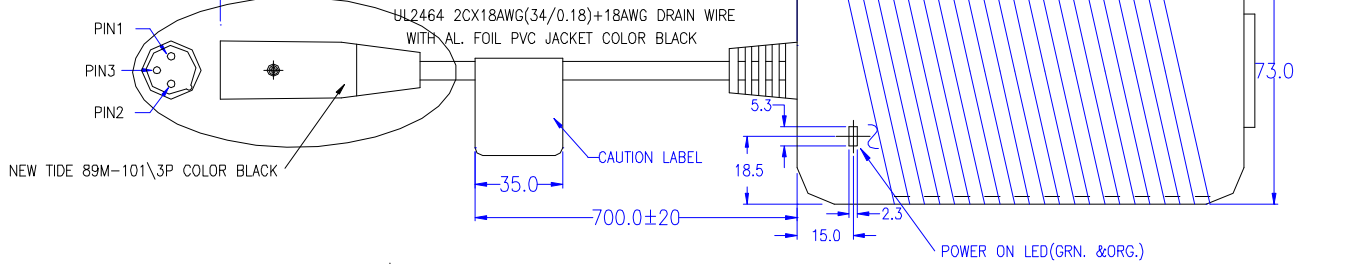 UL2464 2CX18AWG(34/0.18)+18AWG DRAIN WIRE
WITH AL. FOIL PVC JACKET COLOR BLACK
PIN1
PIN3
PIN2
73.0
5.3
CAUTION LABEL
NEW TIDE 89M-101\3P COLOR BLACK
18.5
35.0
700.0±20
2.3
15.0
POWER ON LED(GRN. &ORG.)